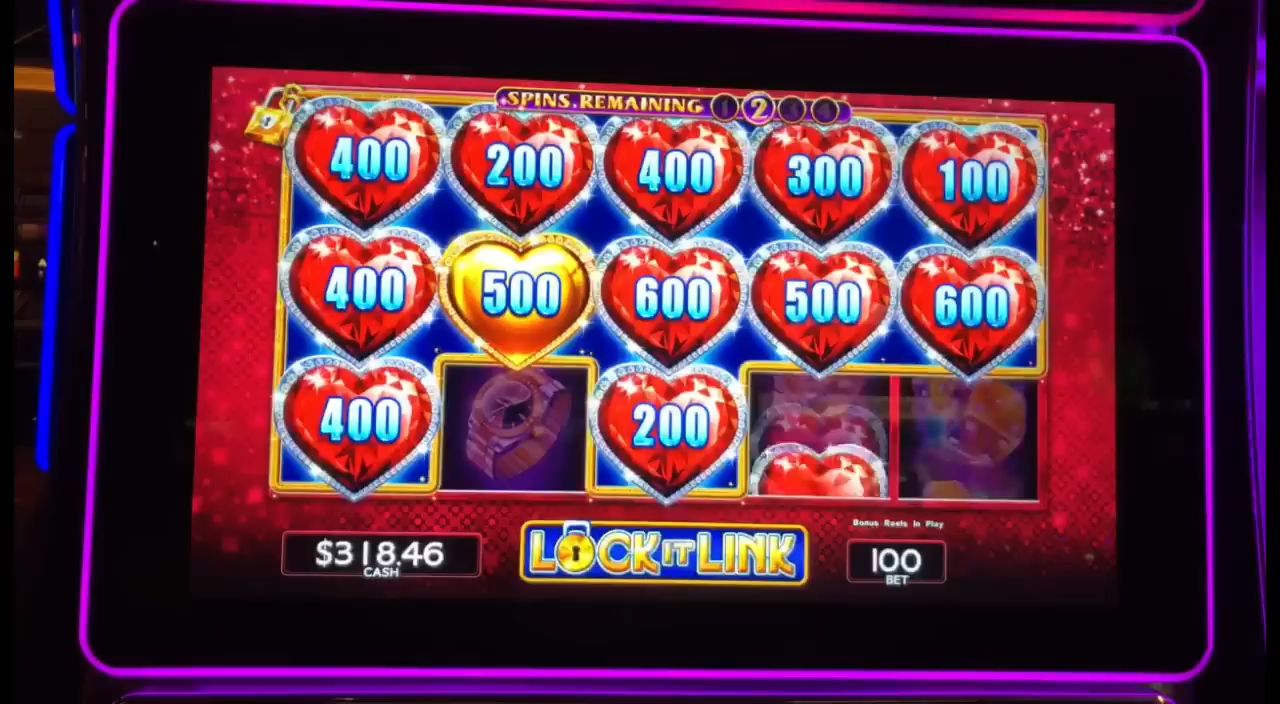 SPINS REMAINING 1 2 3 4
400 200 400 300 100
400 500 600 500 600
400 200
Bonus Reels in Play
$318.46
CASH
LOCK IT LINK
100
BET